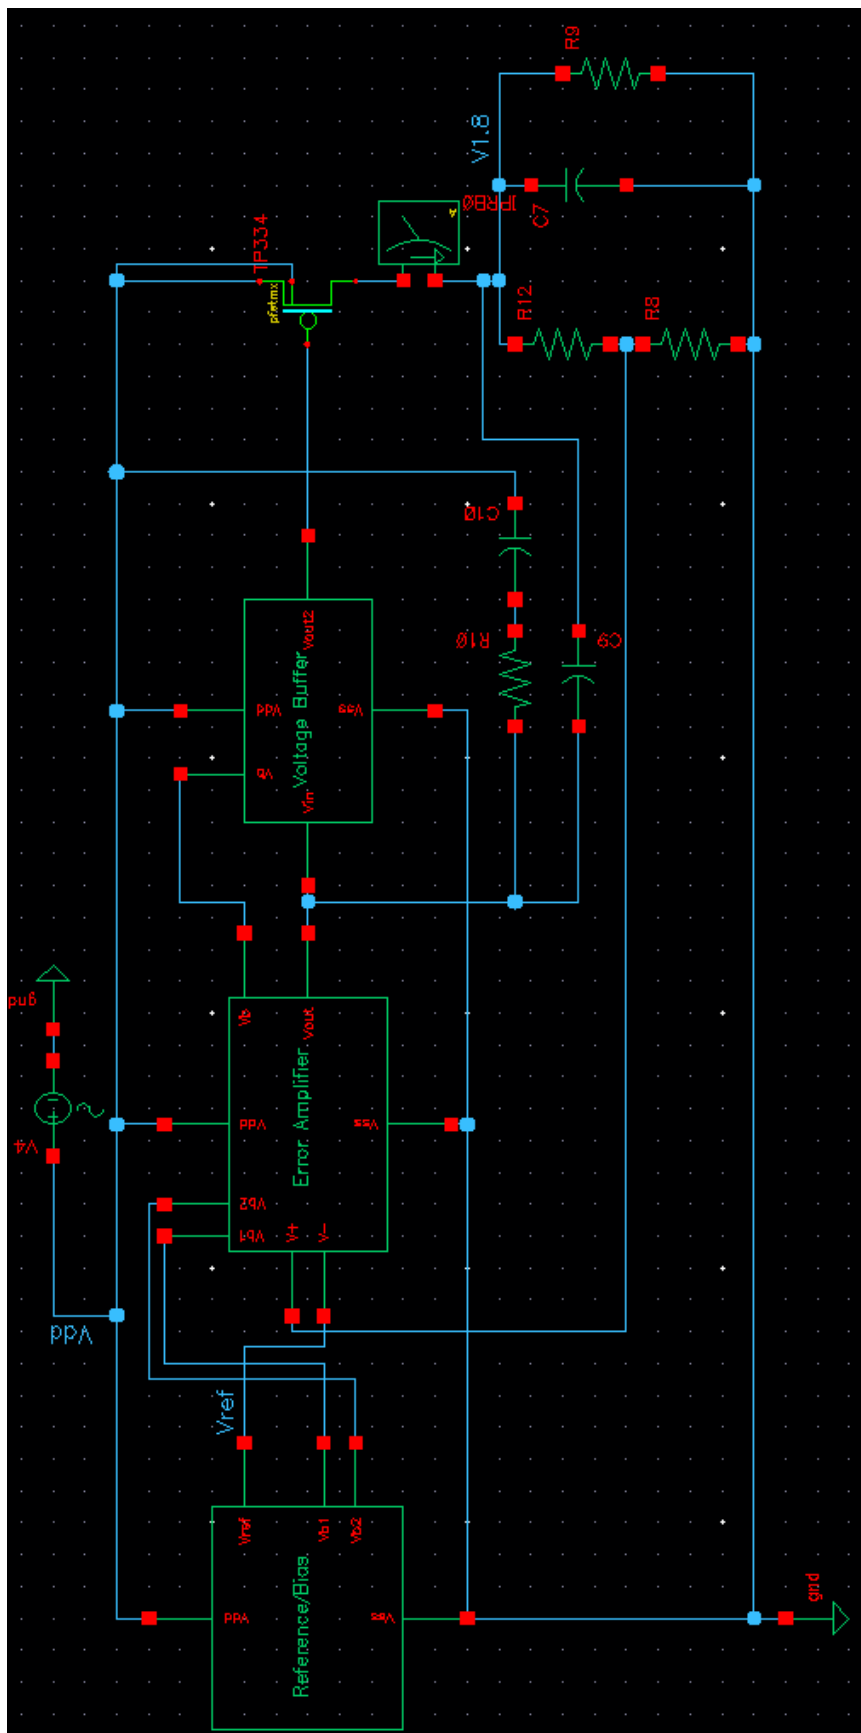 R9
V1.8
C7
IPRB0
TP334
pfetmx
R12
R8
C10
R10
C9
Vout2
Vdd
Vss
Voltage Buffer
Vb
Vin
gnd
V4
Vb
Vout
Error Amplifier
Vdd
Vss
Vb2
Vb1
V+
V-
Vdd
Vref
Vref
Vb1
Vb2
Reference/Bias
Vdd
Vss
gnd